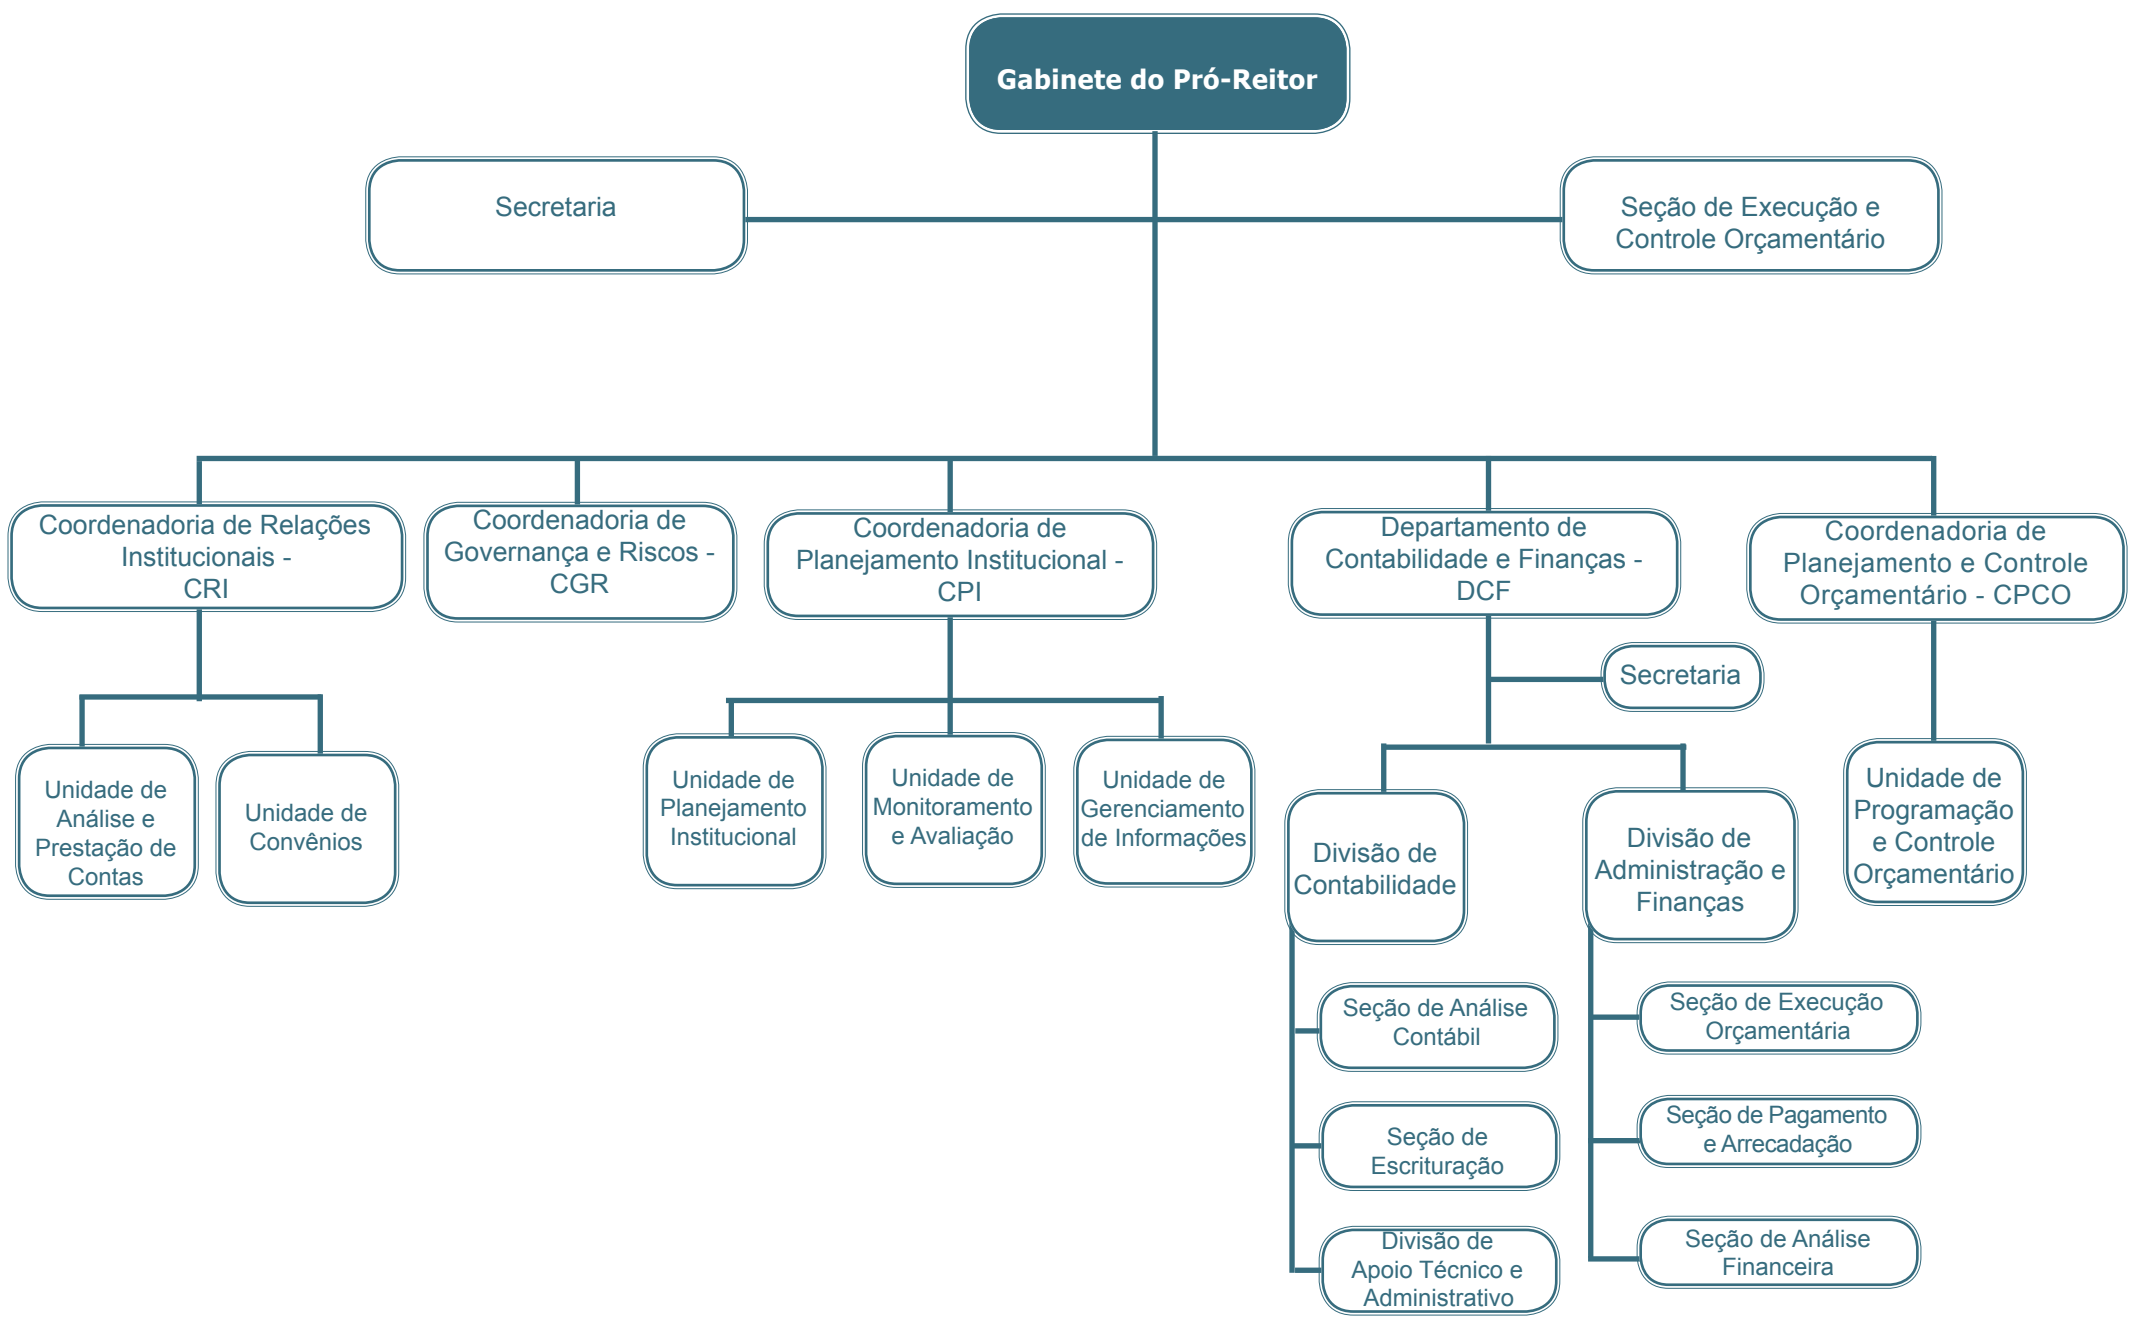 Gabinete do Pró-Reitor
Secretaria
Seção de Execução e
Controle Orçamentário
Coordenadoria de Relações
Institucionais -
CRI
Coordenadoria de
Governança e Riscos -
CGR
Coordenadoria de
Planejamento Institucional -
CPI
Departamento de
Contabilidade e Finanças -
DCF
Coordenadoria de
Planejamento e Controle
Orçamentário - CPCO
Secretaria
Unidade de
Análise e
Prestação de
Contas
Unidade de
Convênios
Unidade de
Planejamento
Institucional
Unidade de
Monitoramento
e Avaliação
Unidade de
Gerenciamento
de Informações
Divisão de
Contabilidade
Divisão de
Administração e
Finanças
Unidade de
Programação
e Controle
Orçamentário
Seção de Análise
Contábil
Seção de
Escrituração
Divisão de
Apoio Técnico e
Administrativo
Seção de Execução
Orçamentária
Seção de Pagamento
e Arrecadação
Seção de Análise
Financeira